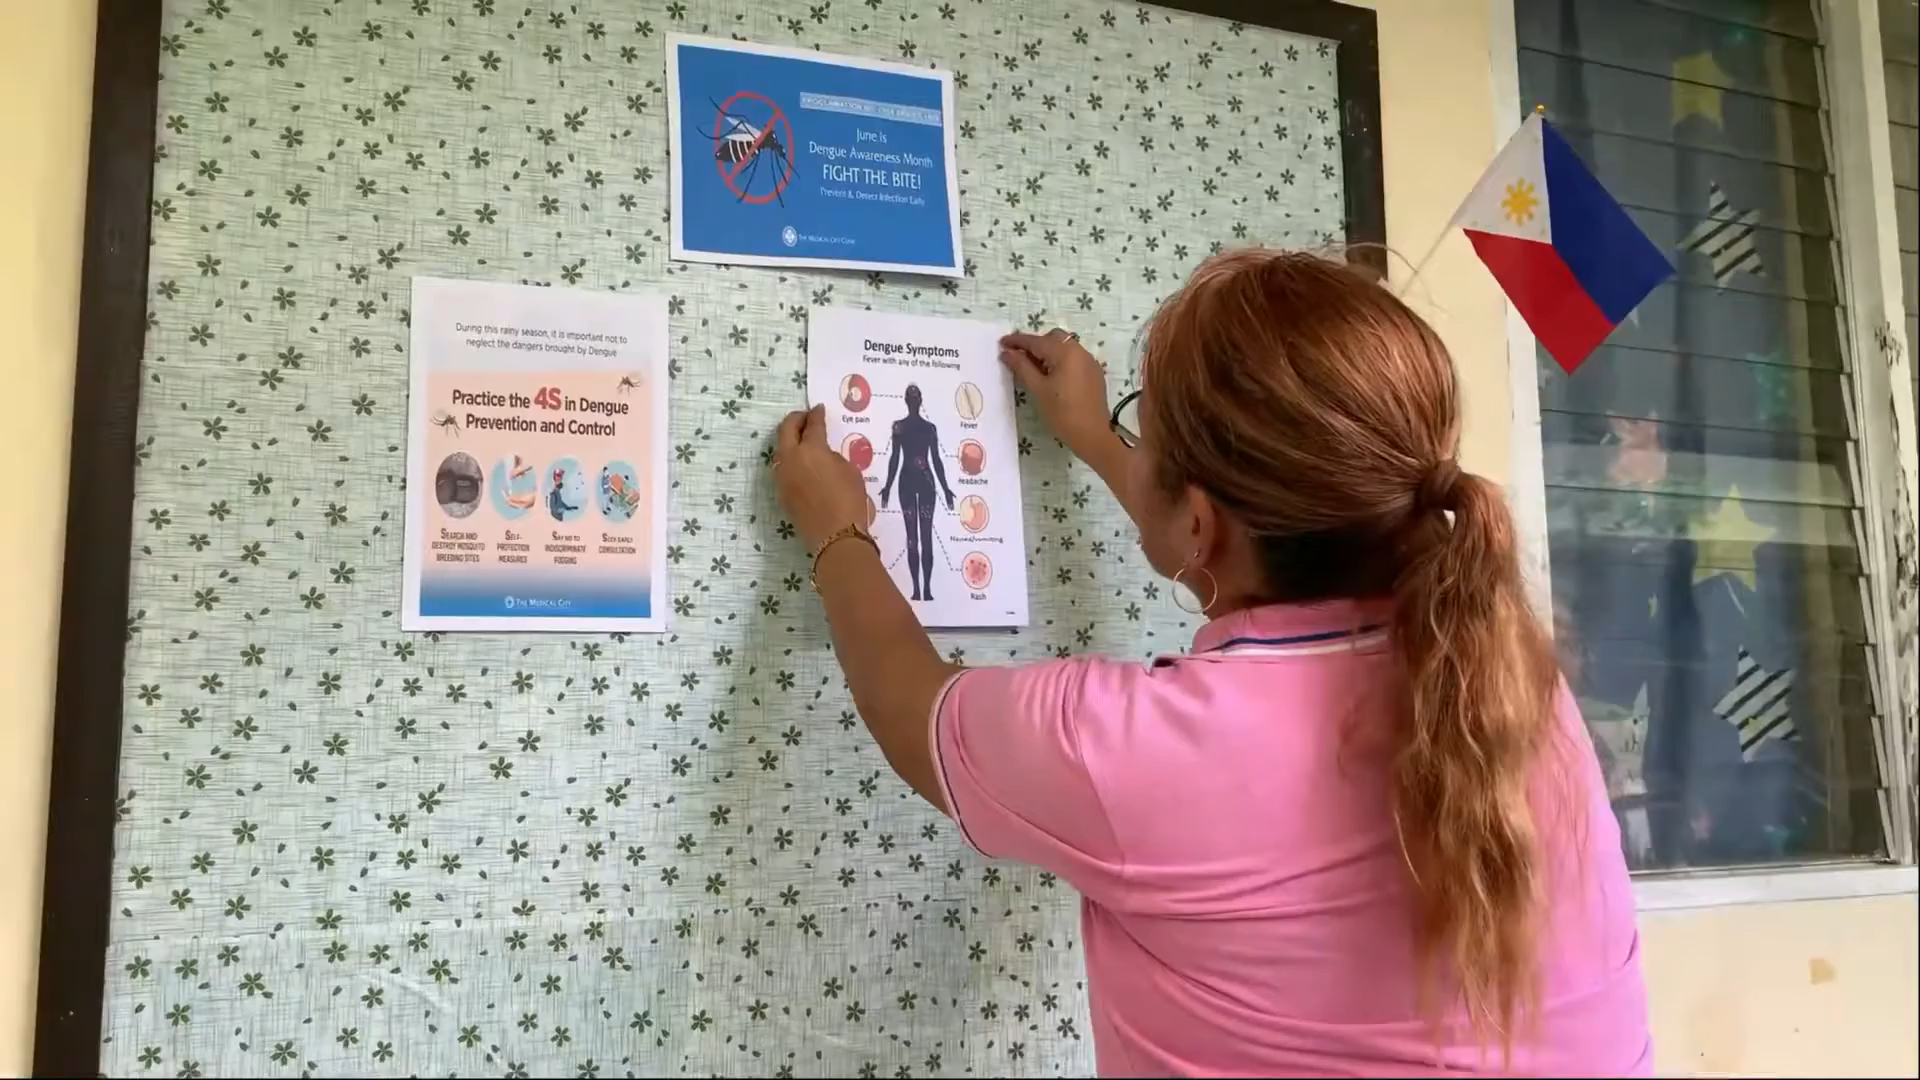 June is
Dengue Awareness Month
FIGHT THE BITE!
Prevent & Detect Infection Early
THE MEDICAL CITY CLINIC
During this rainy season, it is important not to
neglect the dangers brought by Dengue
Practice the 4S in Dengue
Prevention and Control
SEARCH AND
DESTROY MOSQUITO
BREEDING SITES
SELF-
PROTECTION
MEASURES
SAY NO TO
INDISCRIMINATE
FOGGING
SEEK EARLY
CONSULTATION
THE MEDICAL CITY
Dengue Symptoms
Fever with any of the following
Eye pain
Fever
pain
Headache
Nausea/vomiting
Rash